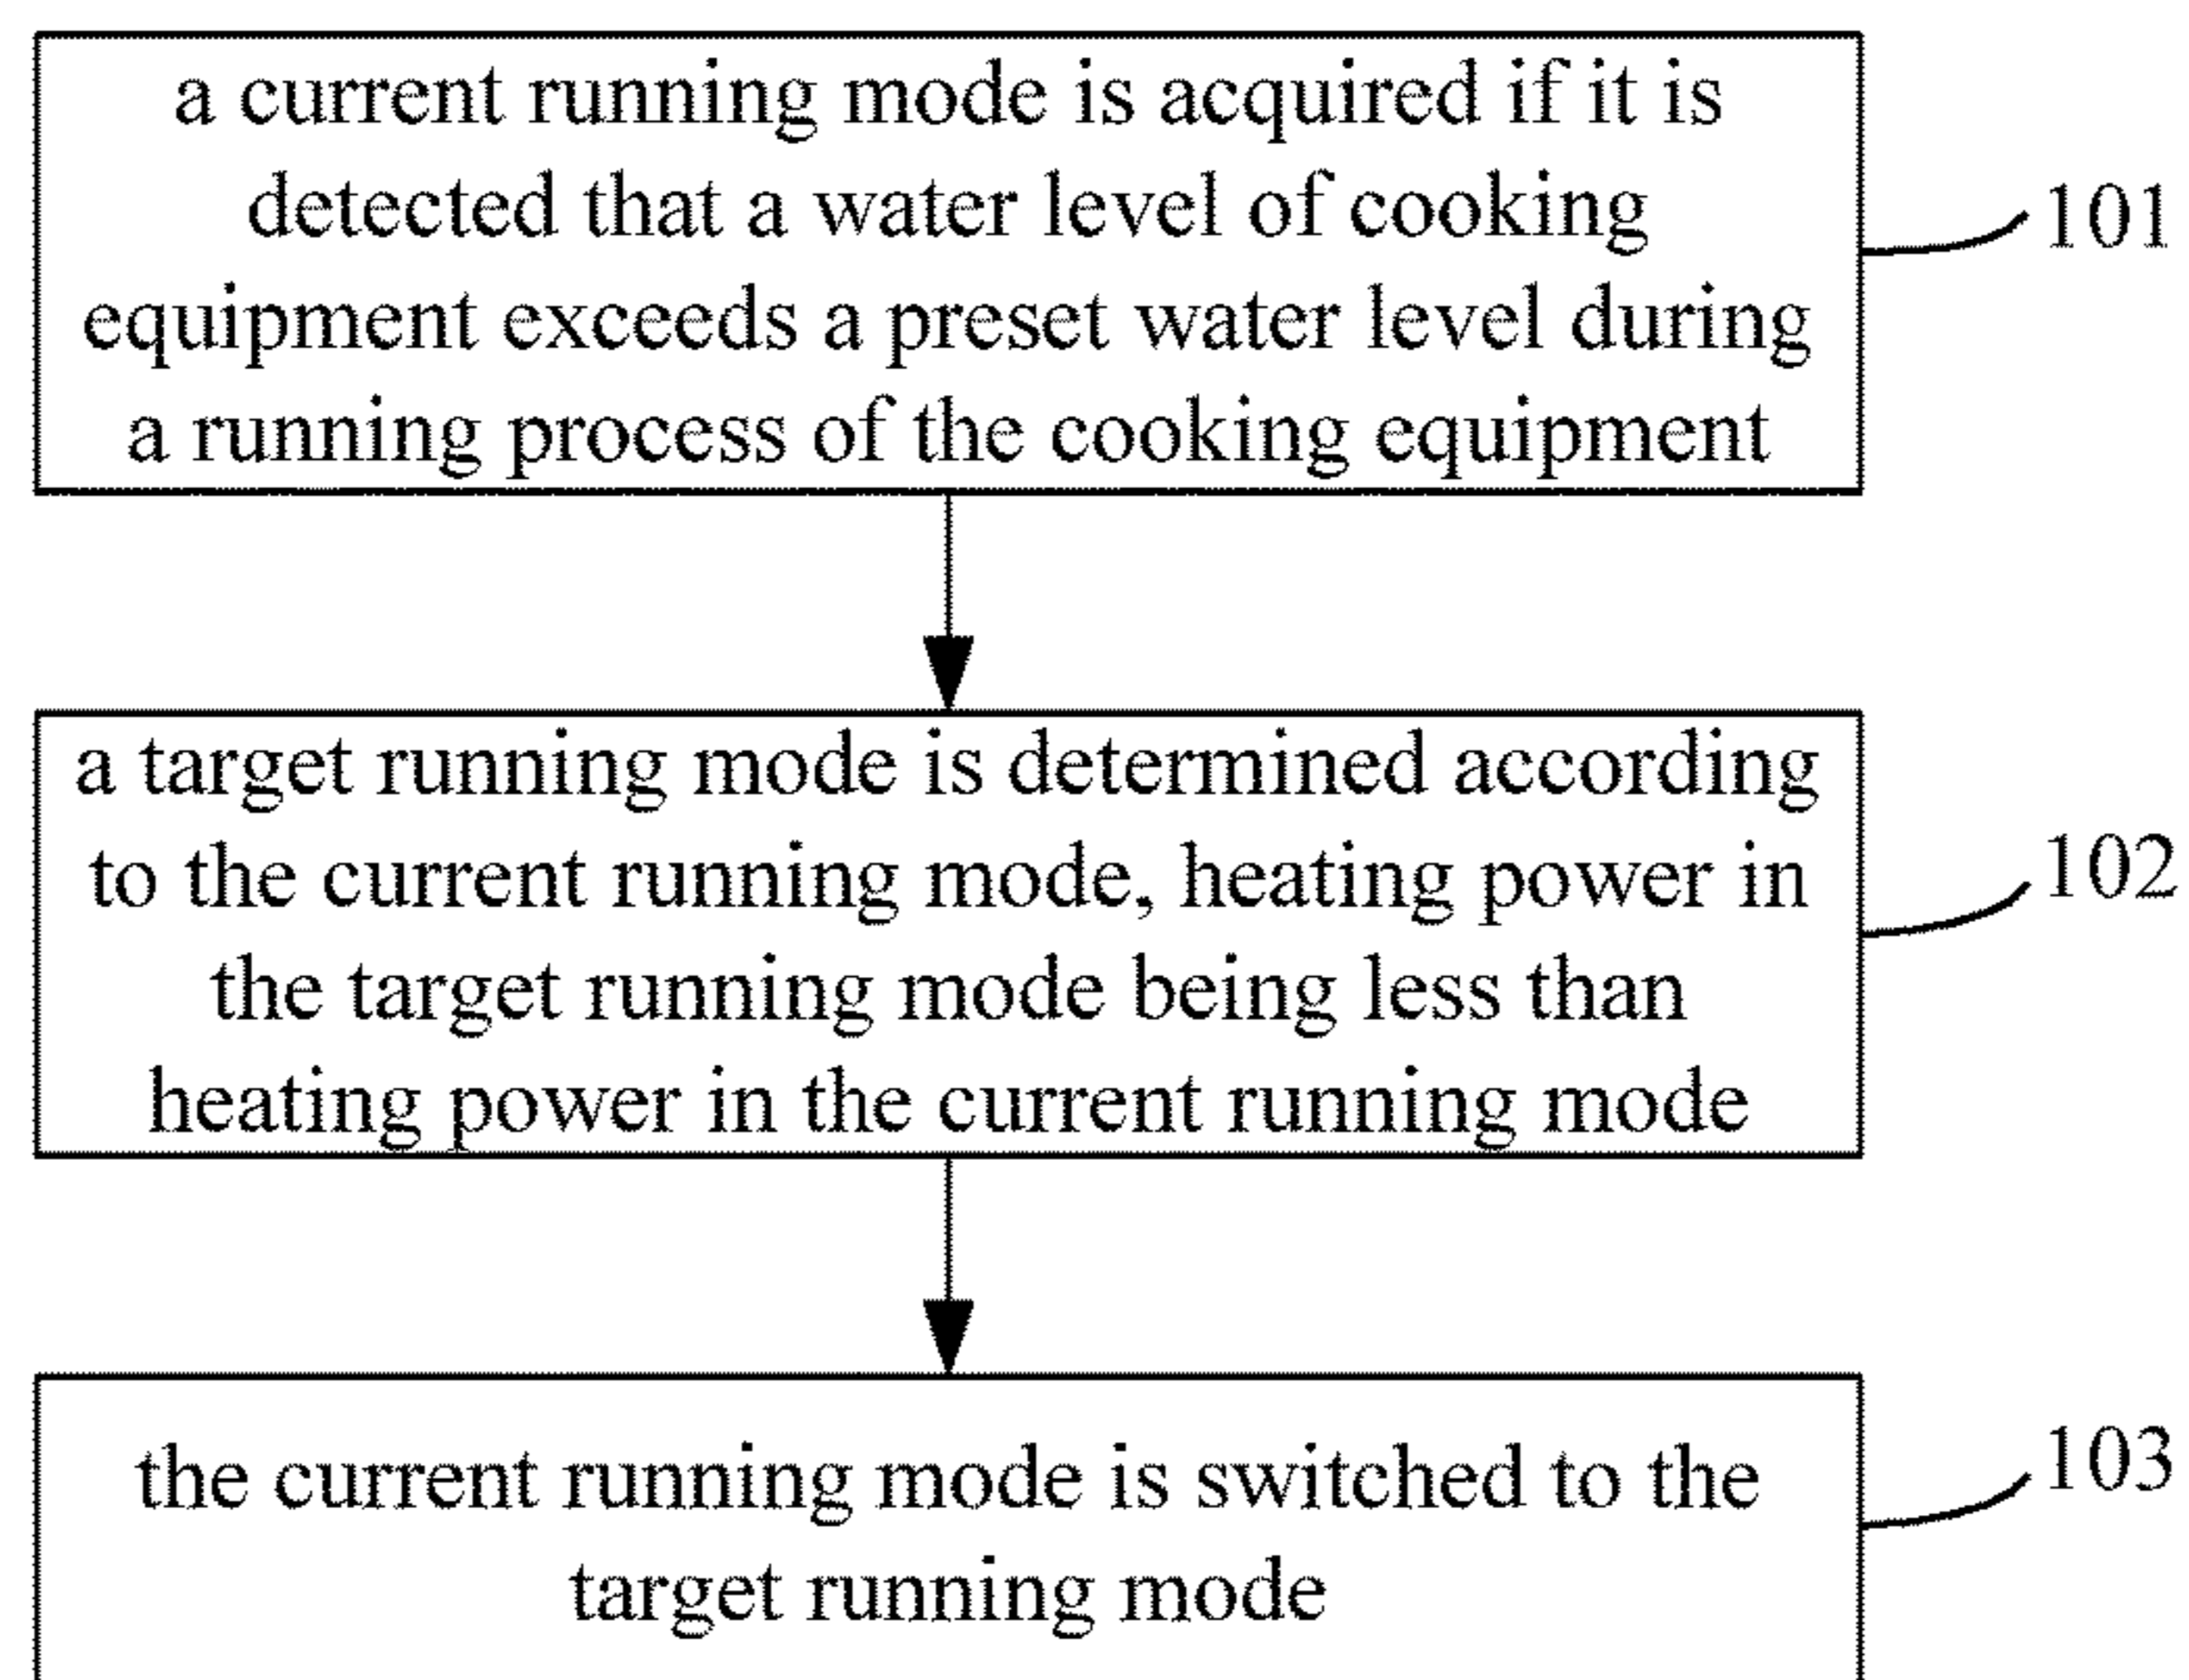 a current running mode is acquired if it is
detected that a water level of cooking
equipment exceeds a preset water level during
a running process of the cooking equipment
101
a target running mode is determined according
to the current running mode, heating power in
the target running mode being less than
heating power in the current running mode
102
the current running mode is switched to the
target running mode
103